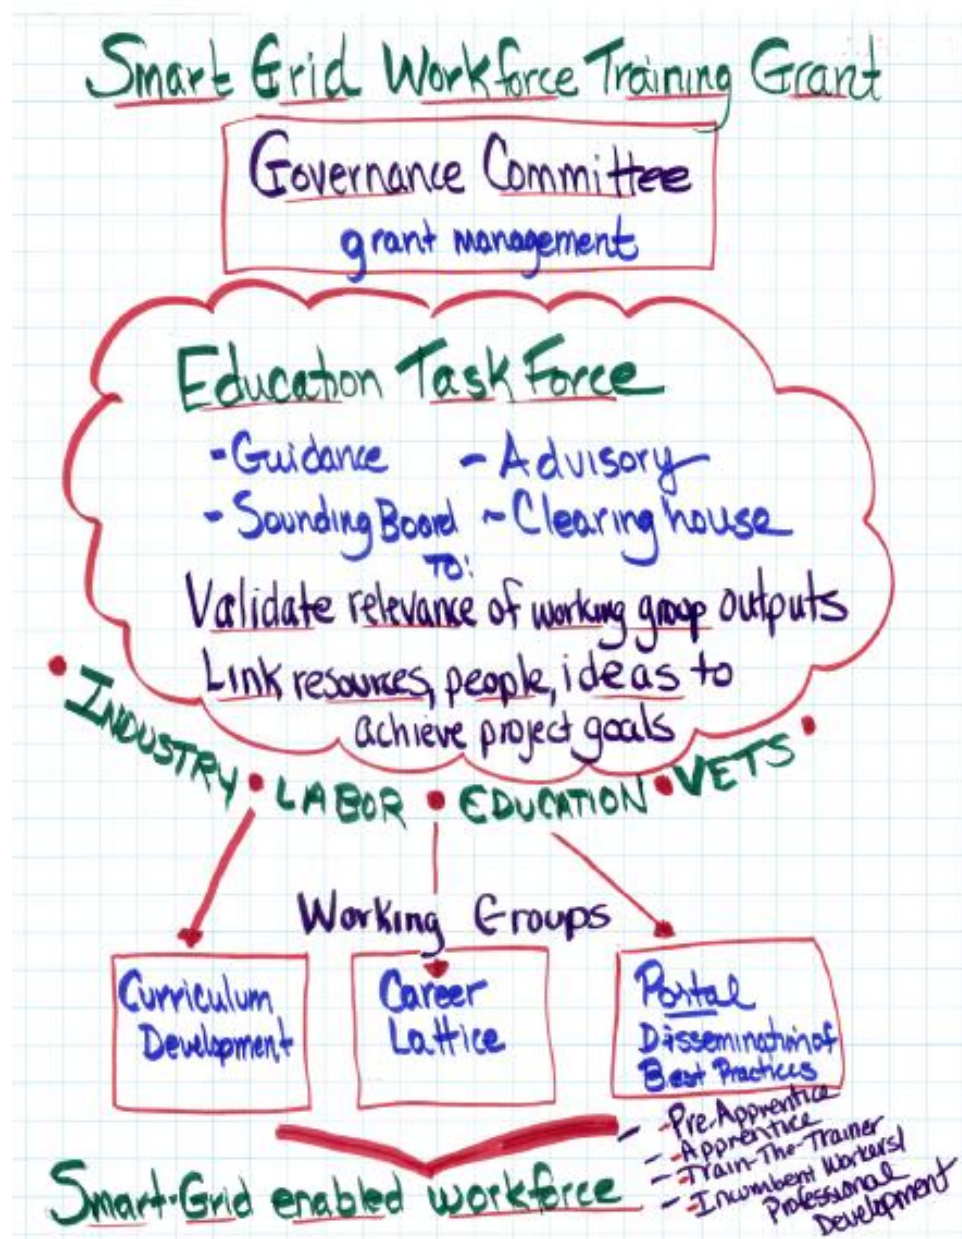 Smart Grid Workforce Training Grant
Governance Committee
grant management
Education Task Force
- Guidance - Advisory
- Sounding Board - Clearing house
TO:
Validate relevance of working group outputs
Link resources, people, ideas to
achieve project goals
• INDUSTRY • LABOR • EDUCATION • VETS •
Working Groups
Curriculum
Development
Career
Lattice
Portal
Dissemination of
Best Practices
- Pre-Apprentice
- Apprentice
- Train-The-Trainer
- Incumbent Workers/
Professional
Development
Smart-Grid enabled workforce